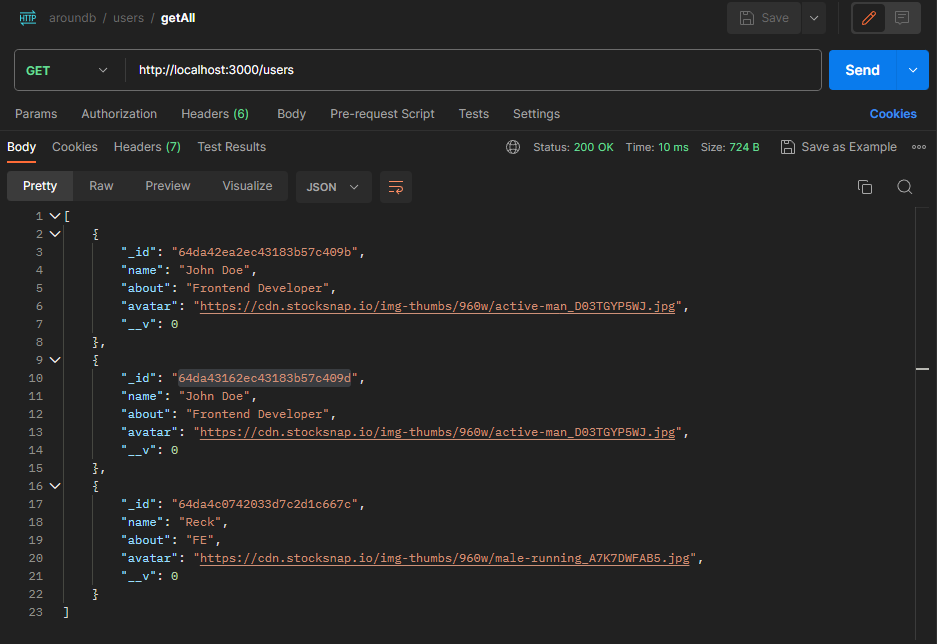 HTTP aroundb / users / getAll Save
GET http://localhost:3000/users Send
Params Authorization Headers (6) Body Pre-request Script Tests Settings Cookies
Body Cookies Headers (7) Test Results Status: 200 OK Time: 10 ms Size: 724 B Save as Example
Pretty Raw Preview Visualize JSON
1 [
2 {
3 "_id": "64da42ea2ec43183b57c409b",
4 "name": "John Doe",
5 "about": "Frontend Developer",
6 "avatar": "https://cdn.stocksnap.io/img-thumbs/960w/active-man_D03TGYP5WJ.jpg",
7 "__v": 0
8 },
9 {
10 "_id": "64da43162ec43183b57c409d",
11 "name": "John Doe",
12 "about": "Frontend Developer",
13 "avatar": "https://cdn.stocksnap.io/img-thumbs/960w/active-man_D03TGYP5WJ.jpg",
14 "__v": 0
15 },
16 {
17 "_id": "64da4c0742033d7c2d1c667c",
18 "name": "Reck",
19 "about": "FE",
20 "avatar": "https://cdn.stocksnap.io/img-thumbs/960w/male-running_A7K7DWFAB5.jpg",
21 "__v": 0
22 }
23 ]